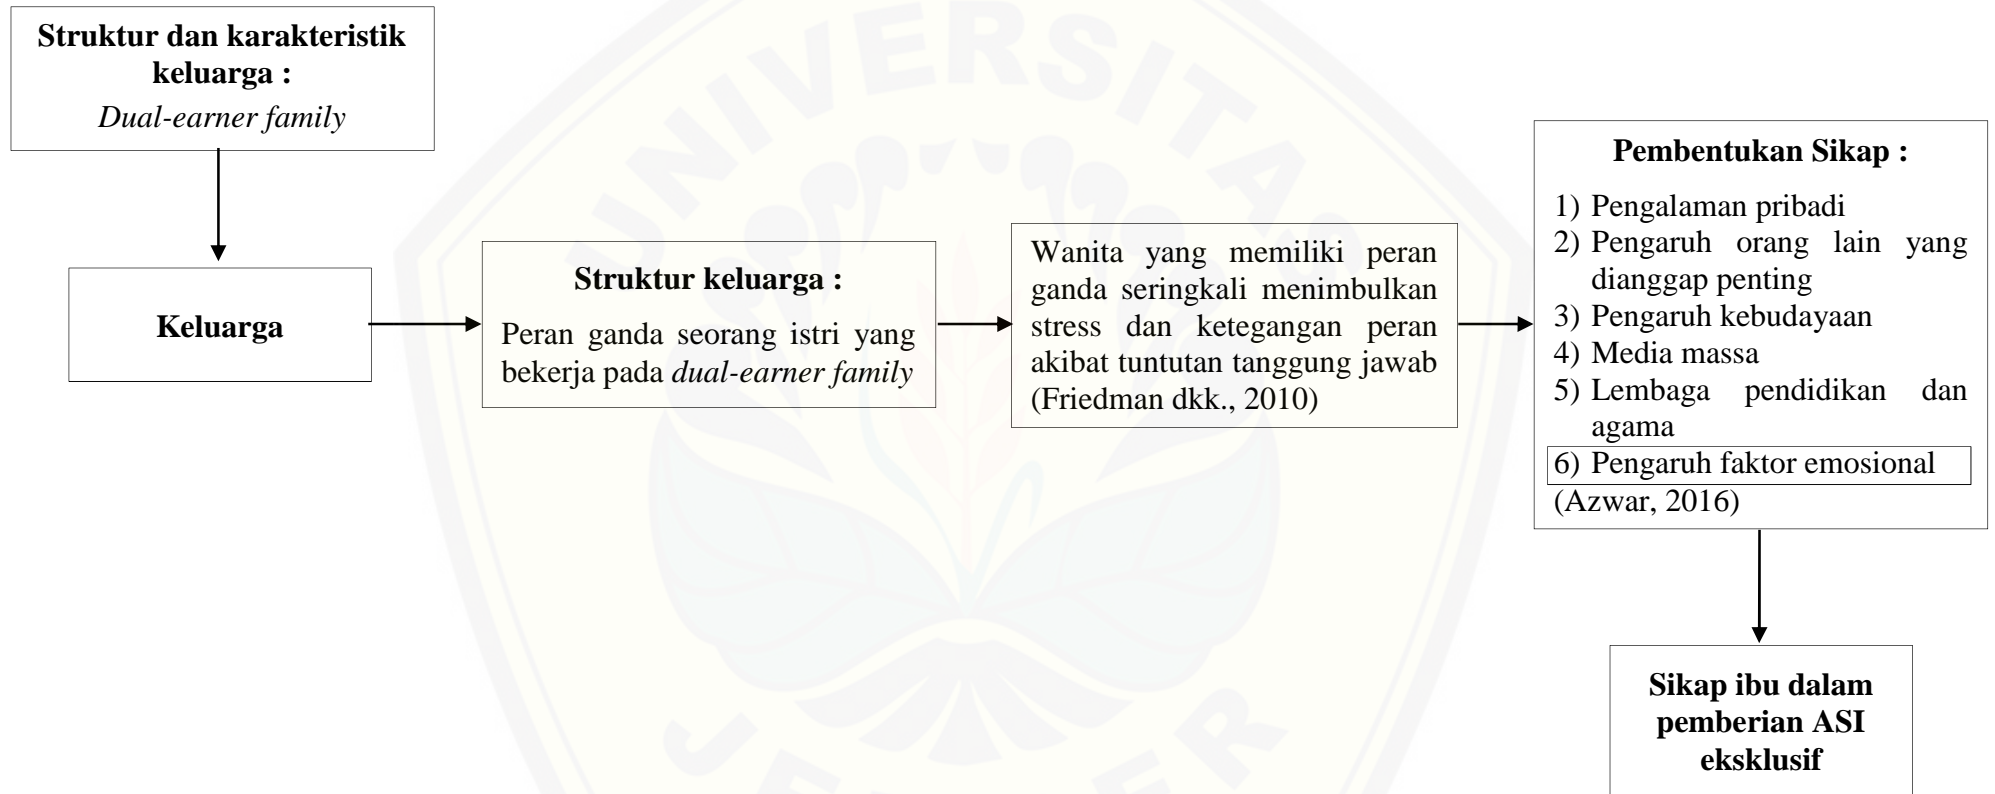 Struktur dan karakteristik
keluarga :
Dual-earner family
Keluarga
Struktur keluarga :
Peran ganda seorang istri yang
bekerja pada dual-earner family
Wanita yang memiliki peran
ganda seringkali menimbulkan
stress dan ketegangan peran
akibat tuntutan tanggung jawab
(Friedman dkk., 2010)
Pembentukan Sikap :
1) Pengalaman pribadi
2) Pengaruh orang lain yang
dianggap penting
3) Pengaruh kebudayaan
4) Media massa
5) Lembaga pendidikan dan
agama
6) Pengaruh faktor emosional
(Azwar, 2016)
Sikap ibu dalam
pemberian ASI
eksklusif
UNIVERSITAS
JEMBER